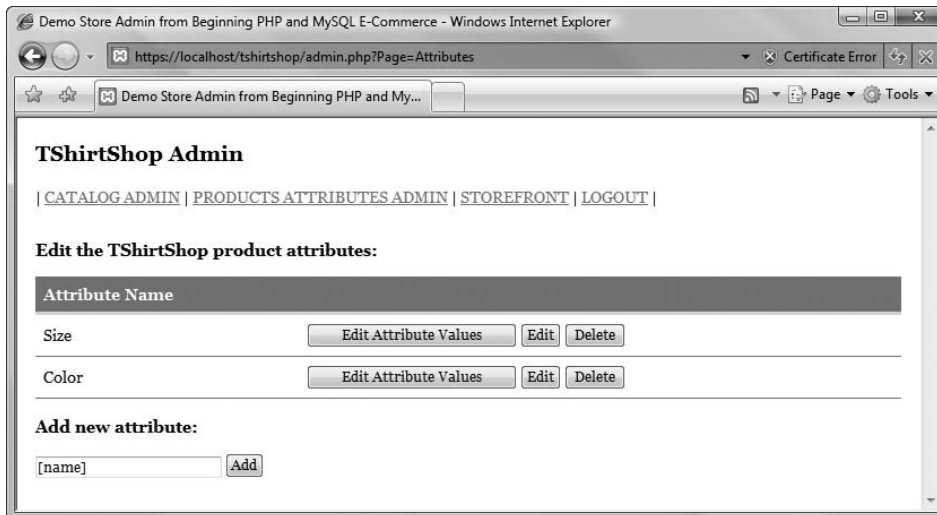 Demo Store Admin from Beginning PHP and MySQL E-Commerce - Windows Internet Explorer
https://localhost/tshirtshop/admin.php?Page=Attributes
Certificate Error
Demo Store Admin from Beginning PHP and My...
Page
Tools
TShirtShop Admin
| CATALOG ADMIN | PRODUCTS ATTRIBUTES ADMIN | STOREFRONT | LOGOUT |
Edit the TShirtShop product attributes:
Attribute Name
Size Edit Attribute Values Edit Delete
Color Edit Attribute Values Edit Delete
Add new attribute:
[name] Add